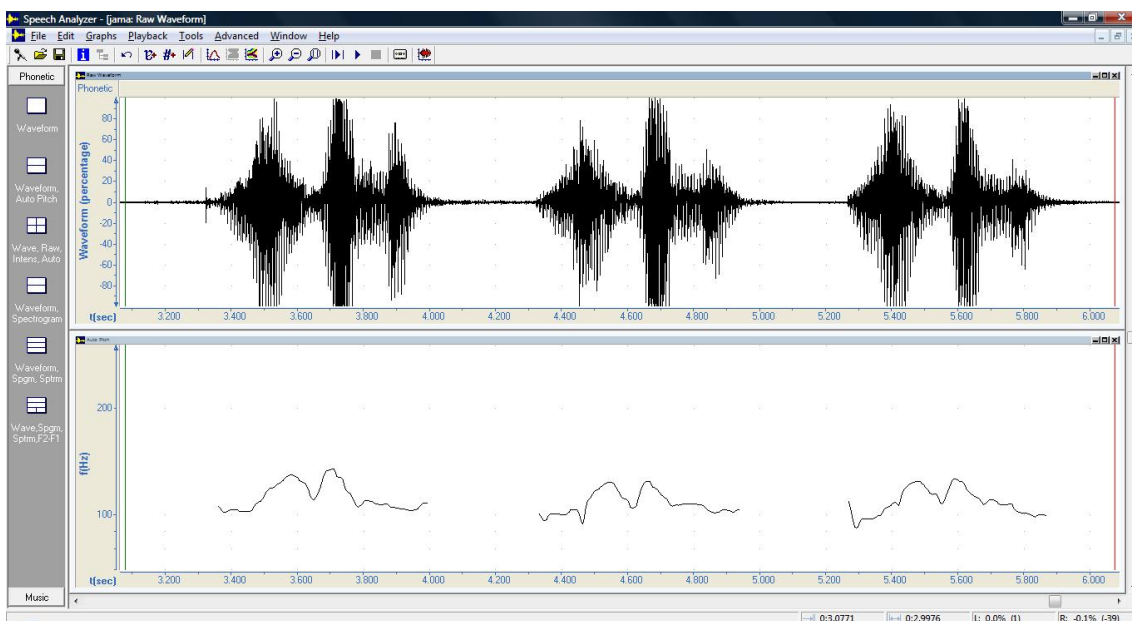 Speech Analyzer - [jama: Raw Waveform]
File Edit Graphs Playback Tools Advanced Window Help
Phonetic
Waveform
Waveform,
Auto Pitch
Wave, Raw,
Intens, Auto
Waveform,
Spectrogram
Waveform,
Spgm, Sptrm
Wave,Spgm,
Sptrm,F2-F1
Music
Raw Waveform
Phonetic
Waveform (percentage)
80
60
40
20
0
-20
-40
-60
-80
t(sec) 3.200 3.400 3.600 3.800 4.000 4.200 4.400 4.600 4.800 5.000 5.200 5.400 5.600 5.800 6.000
Auto Pitch
f(Hz)
200
100
t(sec) 3.200 3.400 3.600 3.800 4.000 4.200 4.400 4.600 4.800 5.000 5.200 5.400 5.600 5.800 6.000
0:3.0771 0:2.9976 L: 0.0% (1) R: -0.1% (-39)